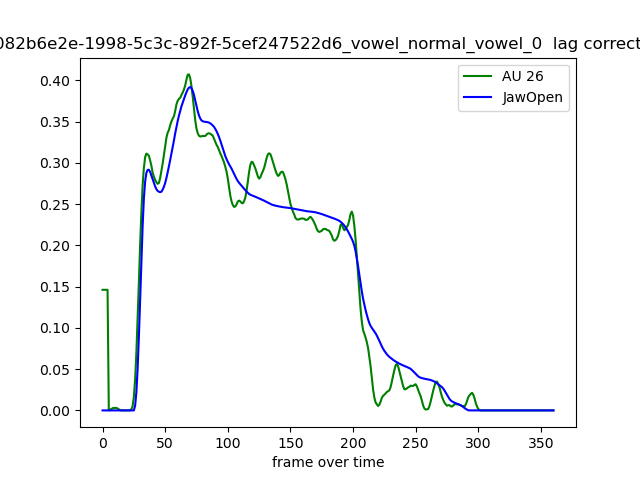 082b6e2e-1998-5c3c-892f-5cef247522d6_vowel_normal_vowel_0 lag correct
AU 26
JawOpen
0.40
0.35
0.30
0.25
0.20
0.15
0.10
0.05
0.00
0 50 100 150 200 250 300 350
frame over time